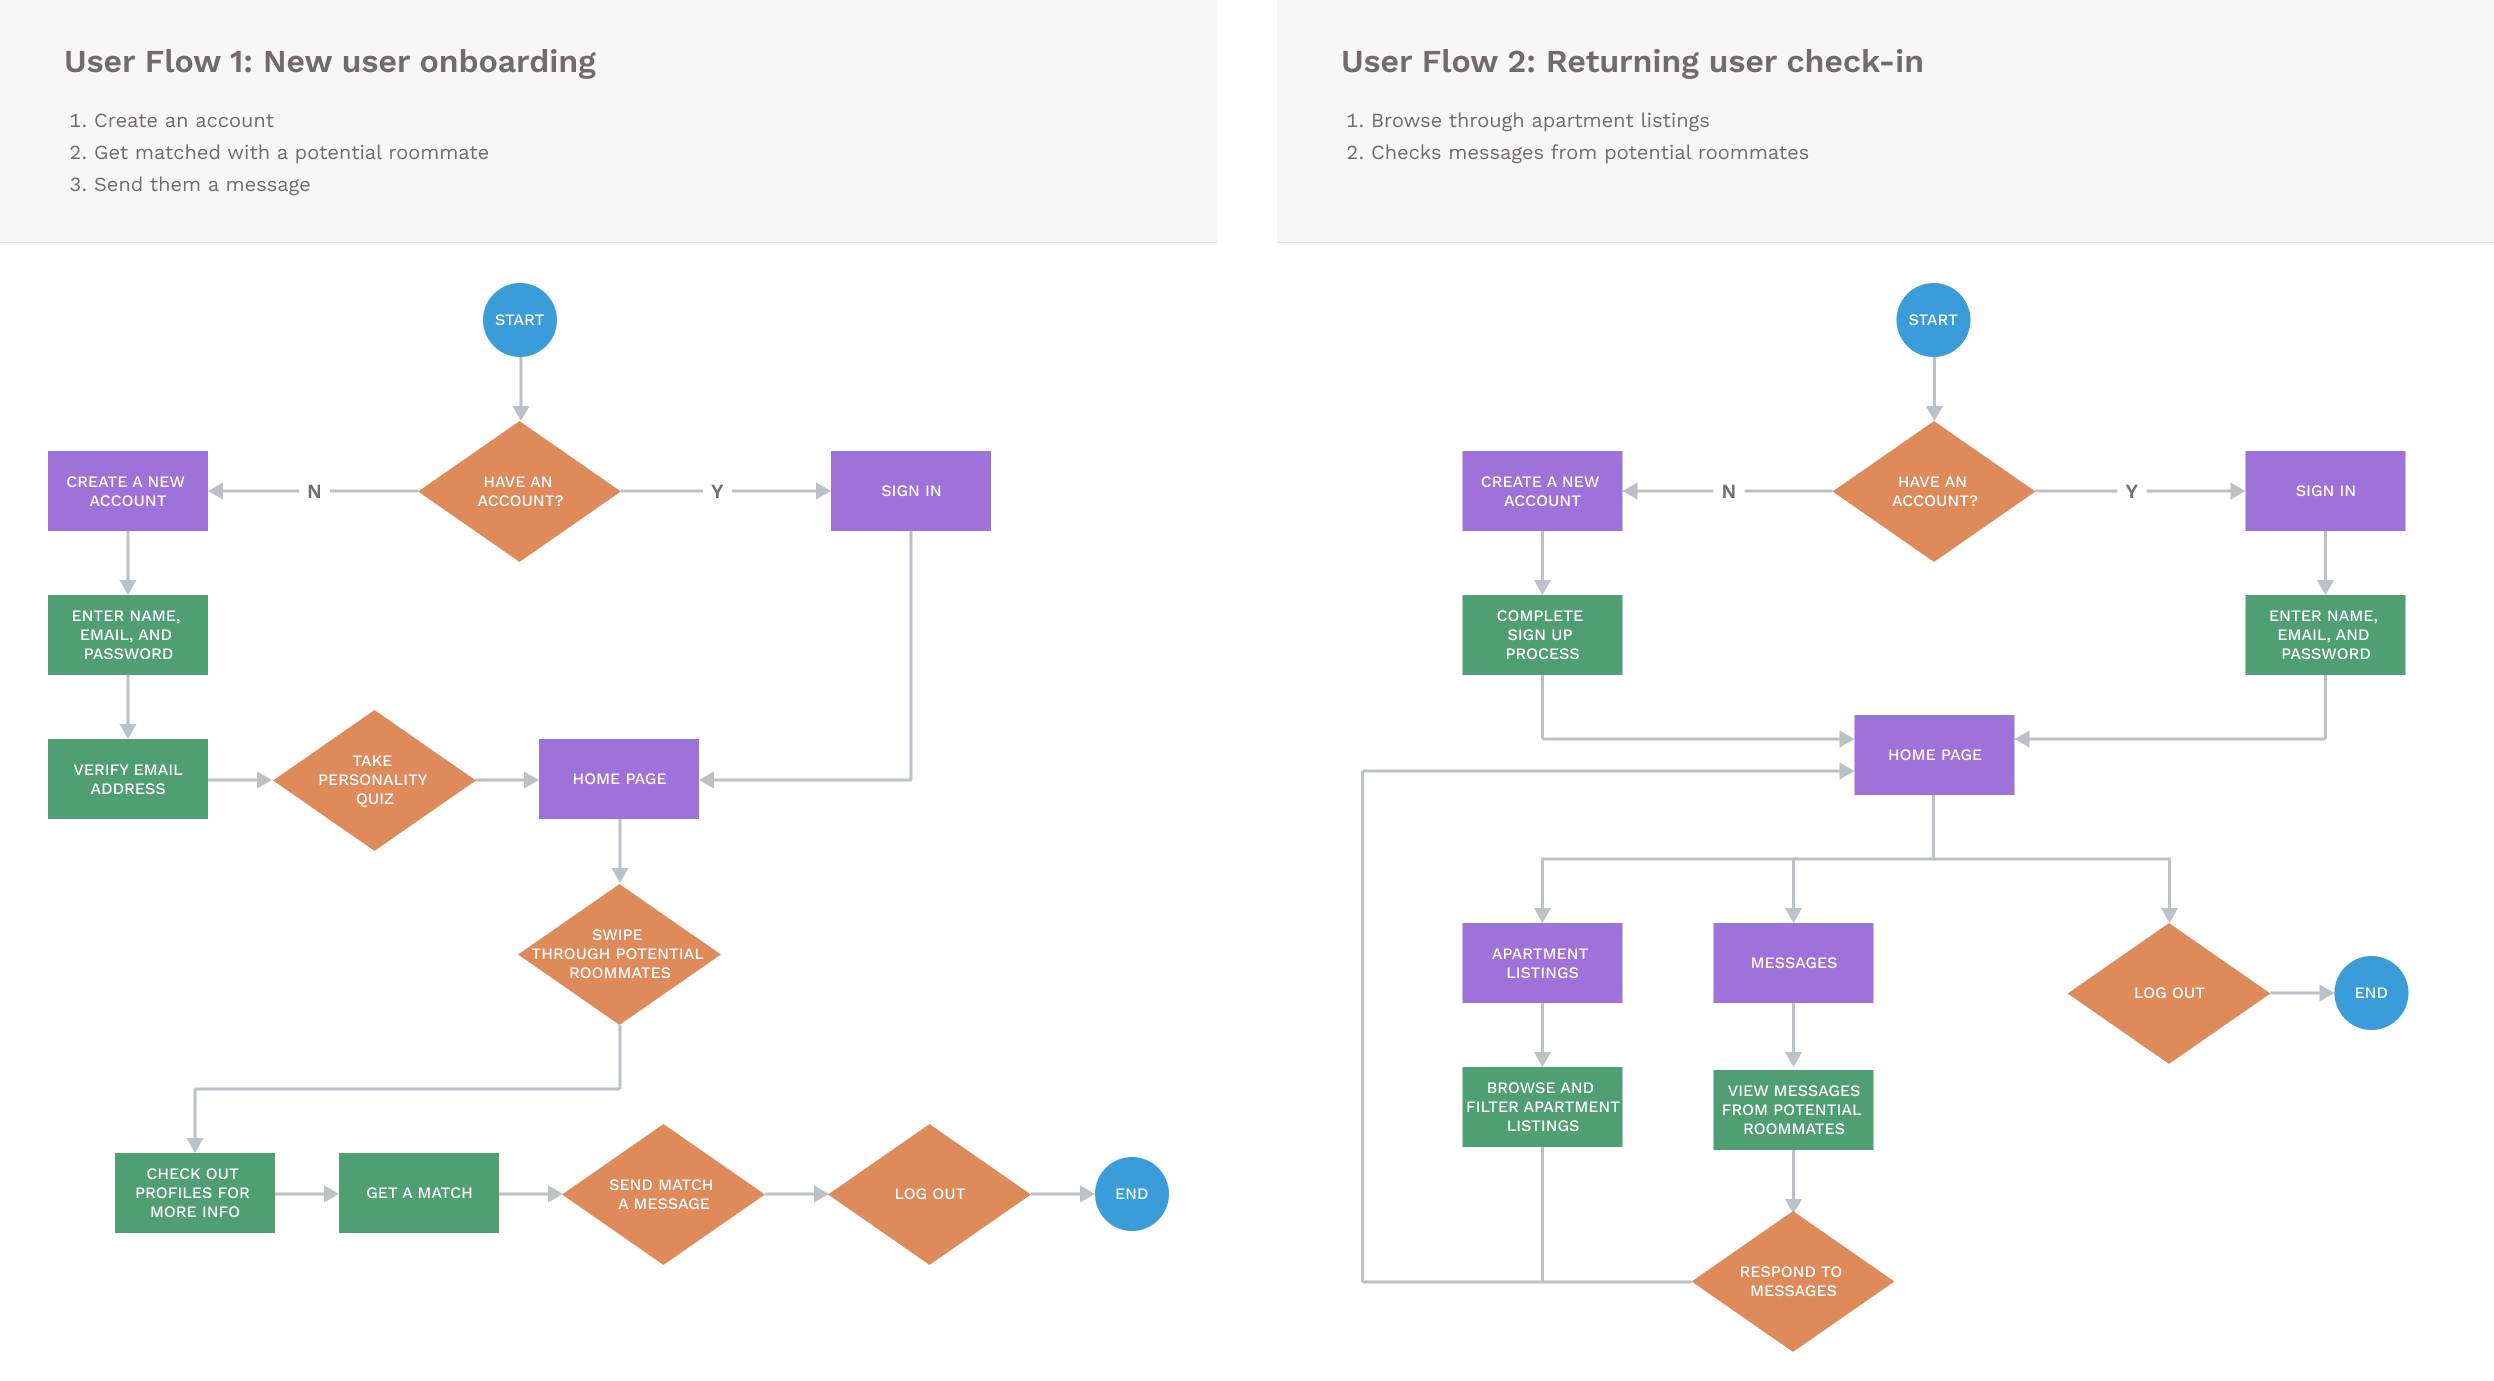 User Flow 1: New user onboarding
1. Create an account
2. Get matched with a potential roommate
3. Send them a message
START
HAVE AN
ACCOUNT?
N
Y
CREATE A NEW
ACCOUNT
SIGN IN
ENTER NAME,
EMAIL, AND
PASSWORD
VERIFY EMAIL
ADDRESS
TAKE
PERSONALITY
QUIZ
HOME PAGE
SWIPE
THROUGH POTENTIAL
ROOMMATES
CHECK OUT
PROFILES FOR
MORE INFO
GET A MATCH
SEND MATCH
A MESSAGE
LOG OUT
END
User Flow 2: Returning user check-in
1. Browse through apartment listings
2. Checks messages from potential roommates
START
HAVE AN
ACCOUNT?
N
Y
CREATE A NEW
ACCOUNT
SIGN IN
COMPLETE
SIGN UP
PROCESS
ENTER NAME,
EMAIL, AND
PASSWORD
HOME PAGE
APARTMENT
LISTINGS
MESSAGES
LOG OUT
END
BROWSE AND
FILTER APARTMENT
LISTINGS
VIEW MESSAGES
FROM POTENTIAL
ROOMMATES
RESPOND TO
MESSAGES